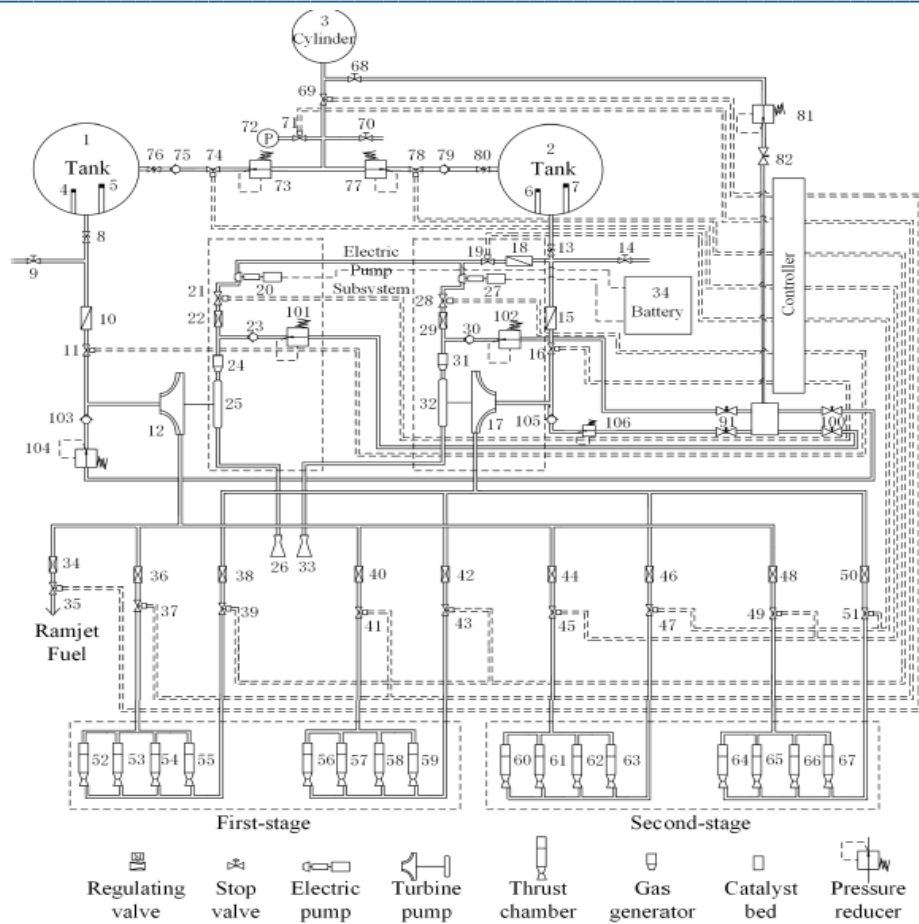 3
Cylinder
68
69
81
72 P 71 70
1
Tank
76 75 74
73
77
78 79 80
2
Tank
82
4 5
6 7
8
9
Electric
Pump
Subsystem
19 18 13 14
20
27
21
28
34
Battery
Controller
10
22
23
101
29
30
102
15
11
16
24
31
25
32
12
17
103
104
105
106
91
100
26 33
34
35
Ramjet
Fuel
36
37
38
39
40
41
42
43
44
45
46
47
48
49
50
51
52 53 54 55
56 57 58 59
60 61 62 63
64 65 66 67
First-stage
Second-stage
Regulating
valve
Stop
valve
Electric
pump
Turbine
pump
Thrust
chamber
Gas
generator
Catalyst
bed
Pressure
reducer